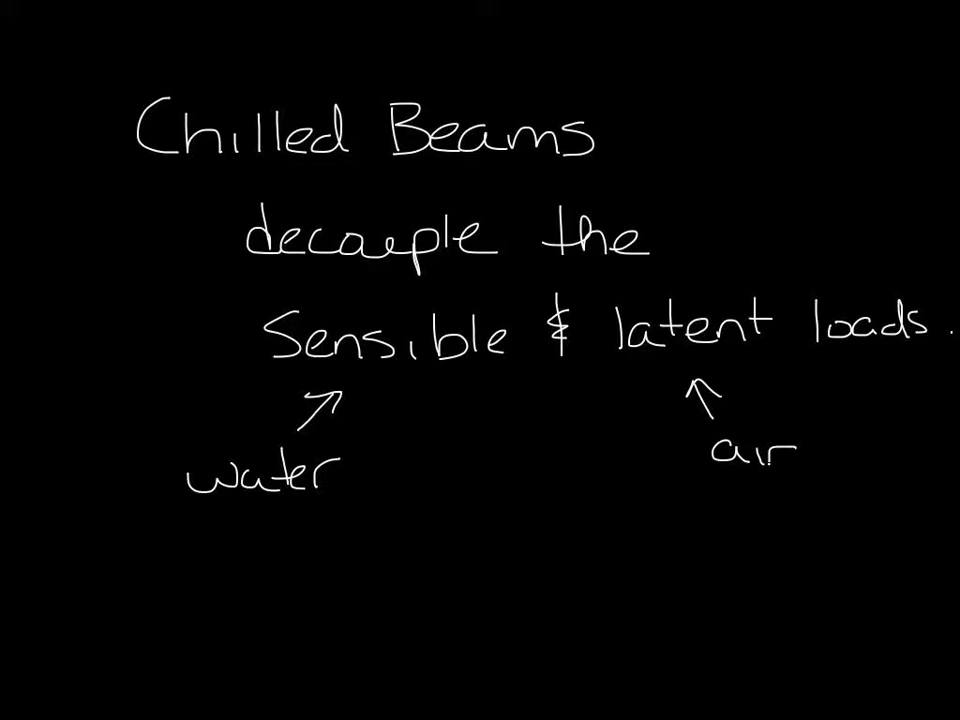 Chilled Beams
decouple the
Sensible & latent loads.
water
air